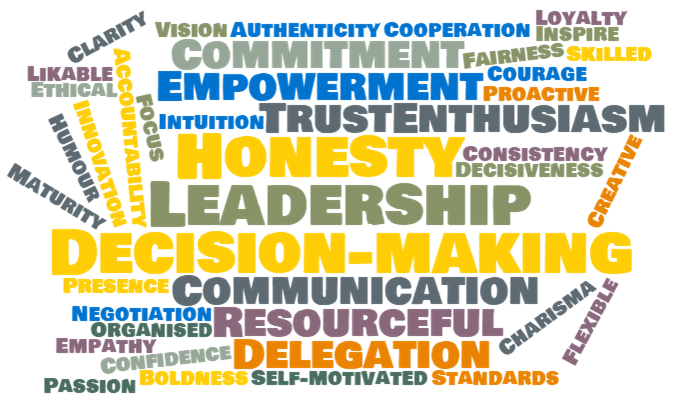 Clarity
Vision
Authenticity
Cooperation
Loyalty
Inspire
Commitment
Fairness
Skilled
Likable
Ethical
Accountability
Empowerment
Courage
Proactive
Focus
Innovation
Humour
Maturity
Intuition
Trust
Enthusiasm
Honesty
Consistency
Decisiveness
Creative
Leadership
Decision-making
Presence
Communication
Charisma
Flexible
Negotiation
Organised
Resourceful
Empathy
Confidence
Delegation
Passion
Boldness
Self-Motivated
Standards